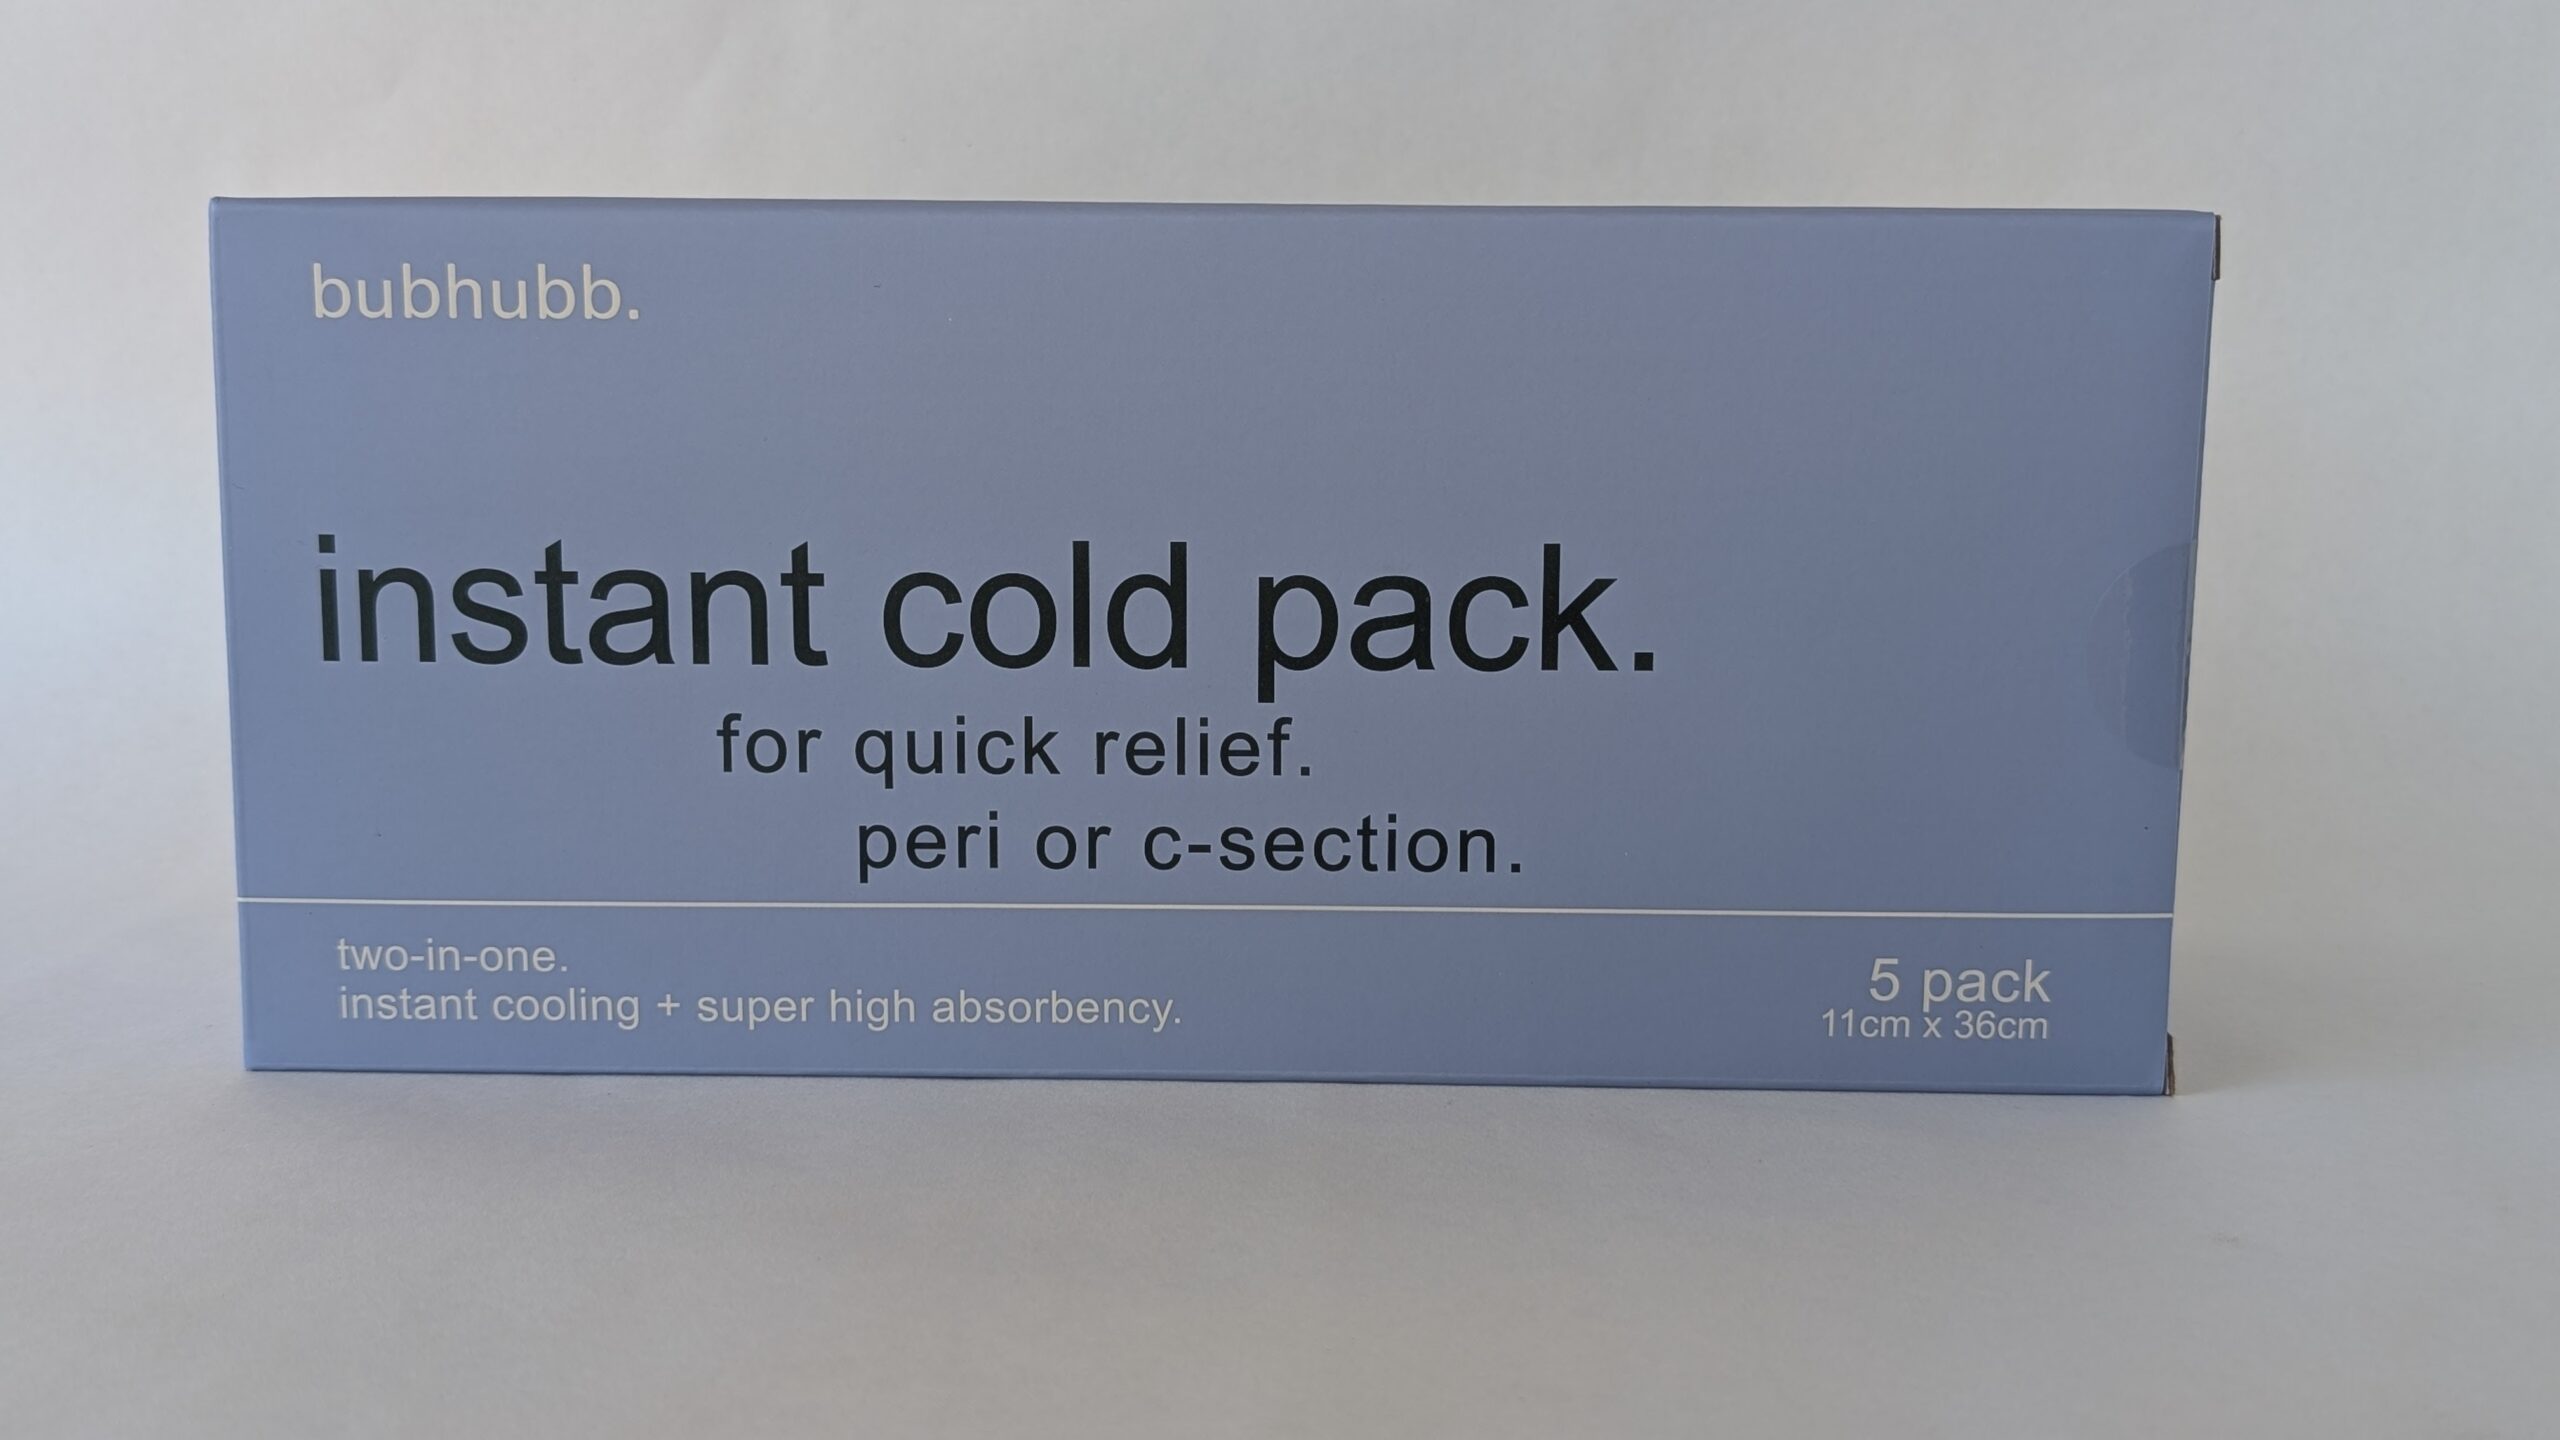 bubhubb.
instant cold pack.
for quick relief.
peri or c-section.
two-in-one.
instant cooling + super high absorbency.
5 pack
11cm x 36cm